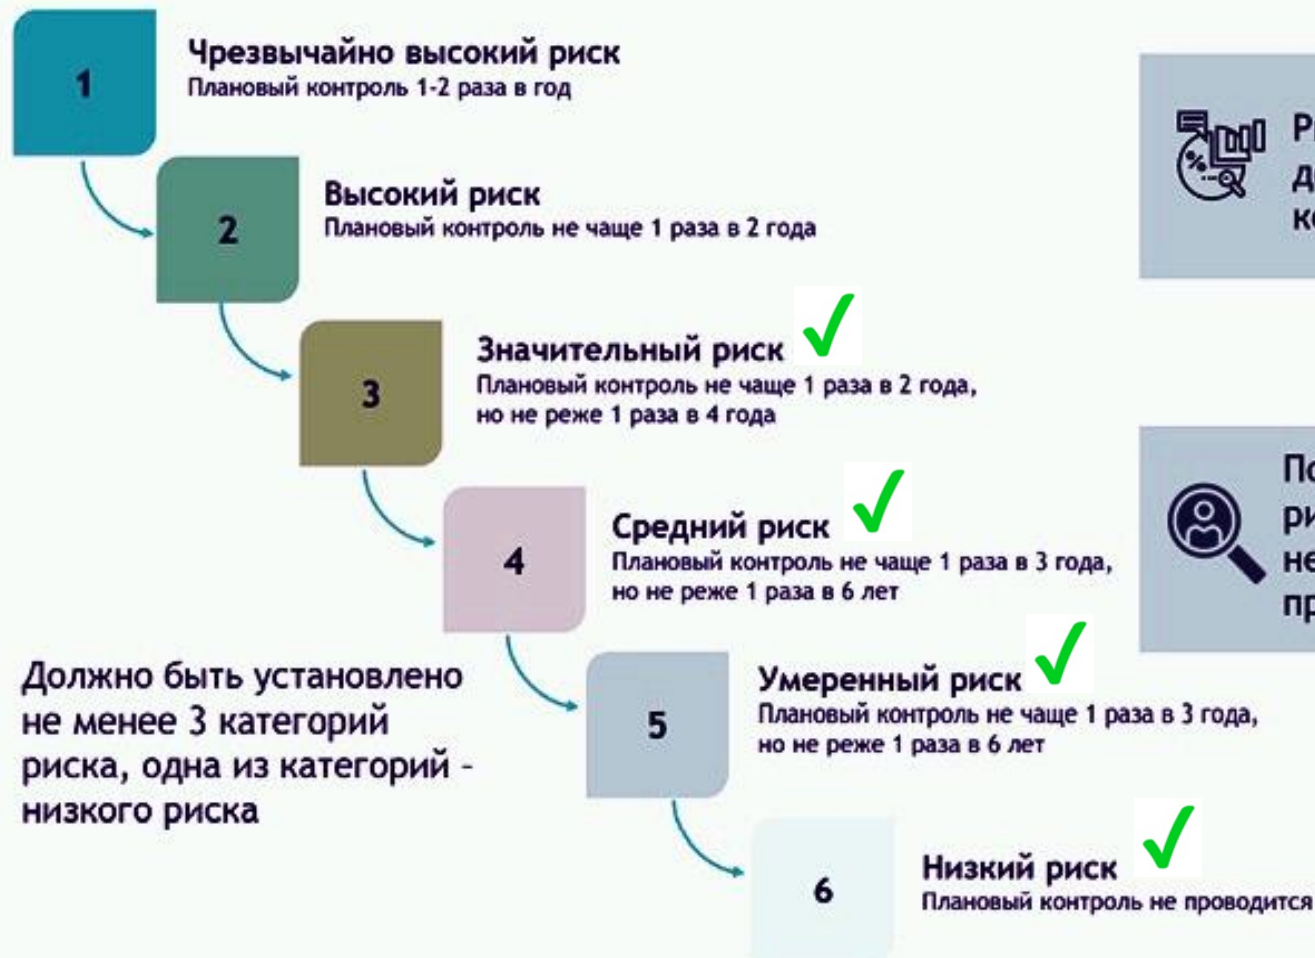 1
Чрезвычайно высокий риск
Плановый контроль 1-2 раза в год
2
Высокий риск
Плановый контроль не чаще 1 раза в 2 года
3
Значительный риск
Плановый контроль не чаще 1 раза в 2 года,
но не реже 1 раза в 4 года
4
Средний риск
Плановый контроль не чаще 1 раза в 3 года,
но не реже 1 раза в 6 лет
5
Умеренный риск
Плановый контроль не чаще 1 раза в 3 года,
но не реже 1 раза в 6 лет
6
Низкий риск
Плановый контроль не проводится
Должно быть установлено
не менее 3 категорий
риска, одна из категорий -
низкого риска
%